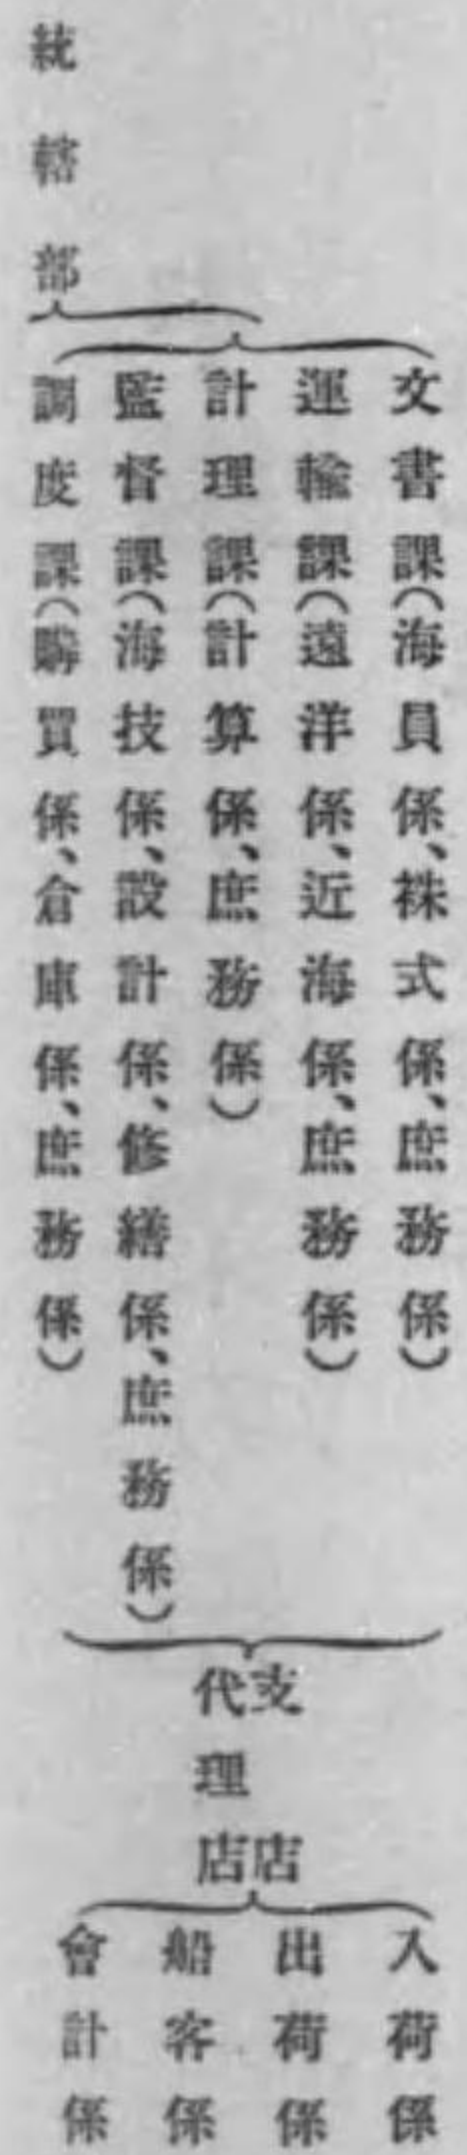 統轄部
文書課(海員係、株式係、庶務係)
運輸課(遠洋係、近海係、庶務係)
計理課(計算係、庶務係)
監督課(海技係、設計係、修繕係、庶務係)
調度課(購買係、倉庫係、庶務係)
支店
代理店
入荷係
出荷係
船客係
會計係